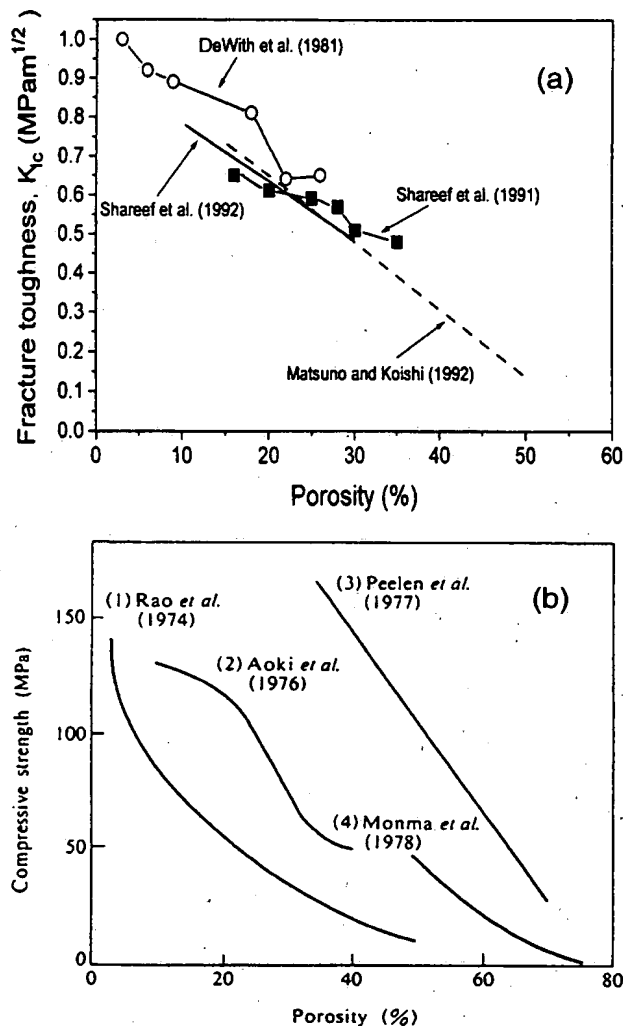 1.0
0.9
0.8
0.7
0.6
0.5
0.4
0.3
0.2
0.1
0.0
Fracture toughness, K_Ic (MPam^1/2)
DeWith et al. (1981)
(a)
Shareef et al. (1992)
Shareef et al. (1991)
Matsuno and Koishi (1992)
0 10 20 30 40 50 60
Porosity (%)
(b)
150
100
50
0
Compressive strength (MPa)
(1) Rao et al.
(1974)
(2) Aoki et al.
(1976)
(3) Peelen et al.
(1977)
(4) Monma et al.
(1978)
0 20 40 60 80
Porosity (%)